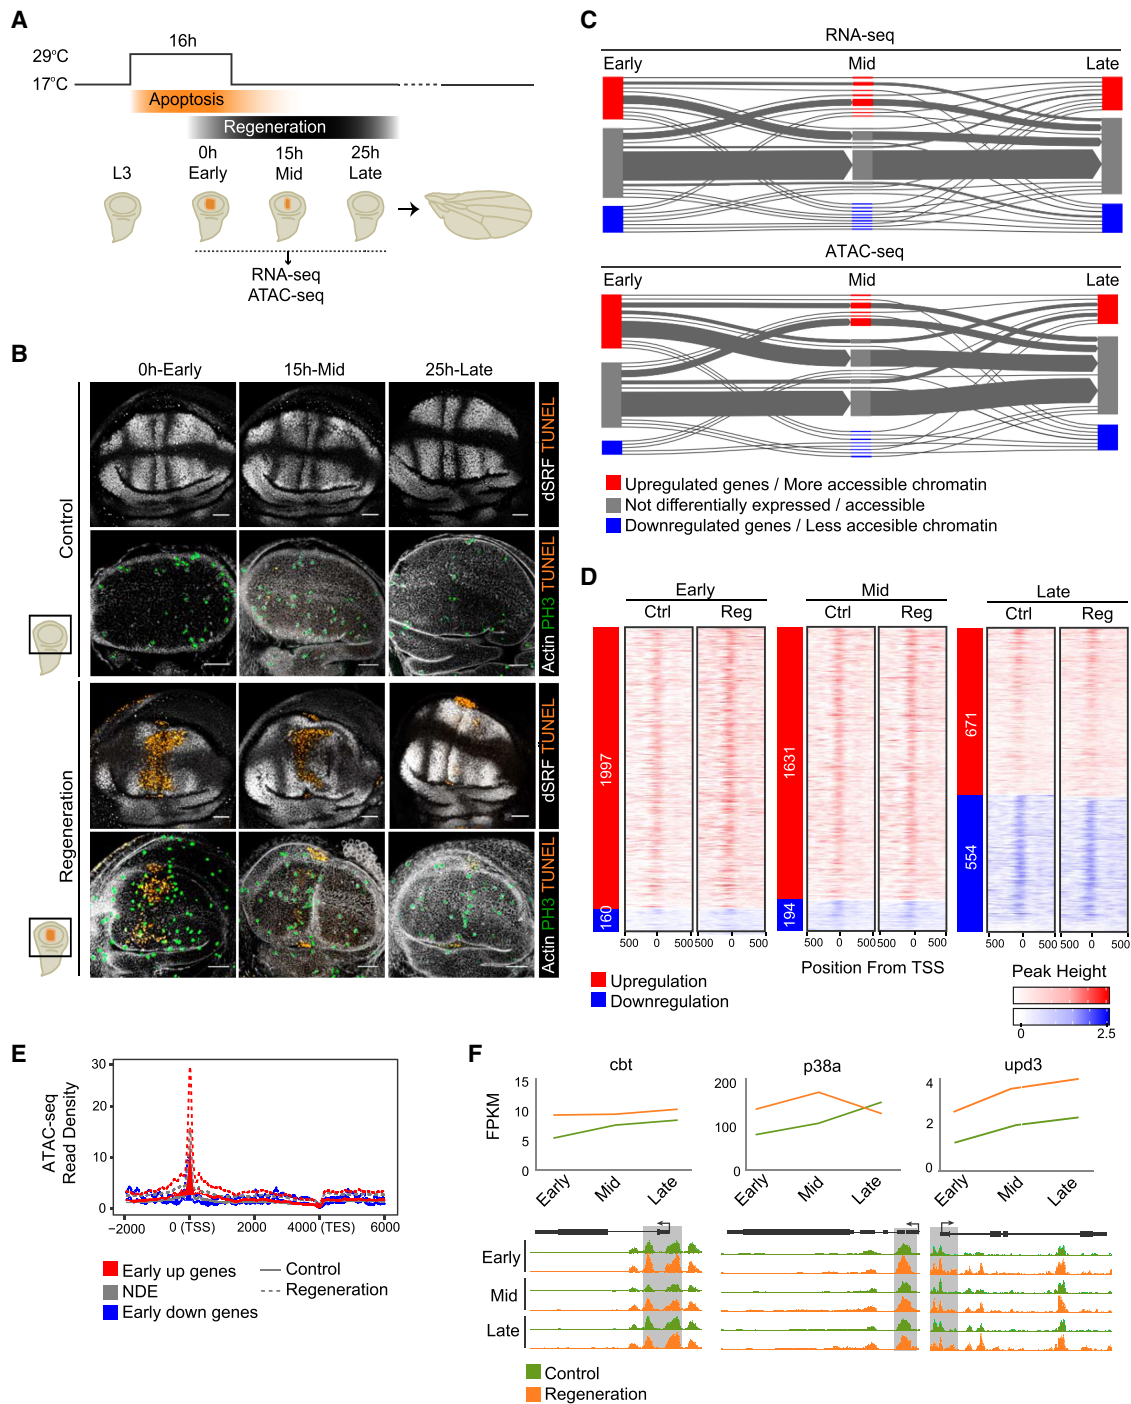 A
16h
29°C
17°C
Apoptosis
Regeneration
0h
15h
25h
L3
Early
Mid
Late
RNA-seq
ATAC-seq
B
0h-Early
15h-Mid
25h-Late
Control
dSRF TUNEL
Actin PH3 TUNEL
Regeneration
dSRF TUNEL
Actin PH3 TUNEL
C
RNA-seq
Early
Mid
Late
ATAC-seq
Early
Mid
Late
Upregulated genes / More accessible chromatin
Not differentially expressed / accessible
Downregulated genes / Less accesible chromatin
D
Early
Mid
Late
Ctrl
Reg
Ctrl
Reg
Ctrl
Reg
1997
160
1631
194
671
554
500
0
500
0
500
500
0
500
0
500
500
0
500
0
500
Position From TSS
Upregulation
Downregulation
Peak Height
0
2.5
E
ATAC-seq
Read Density
30
20
10
0
−2000
0 (TSS)
2000
4000 (TES)
6000
Early up genes
NDE
Early down genes
Control
Regeneration
F
cbt
p38a
upd3
FPKM
15
10
5
0
200
100
0
4
2
0
Early
Mid
Late
Early
Mid
Late
Early
Mid
Late
Early
Mid
Late
Control
Regeneration